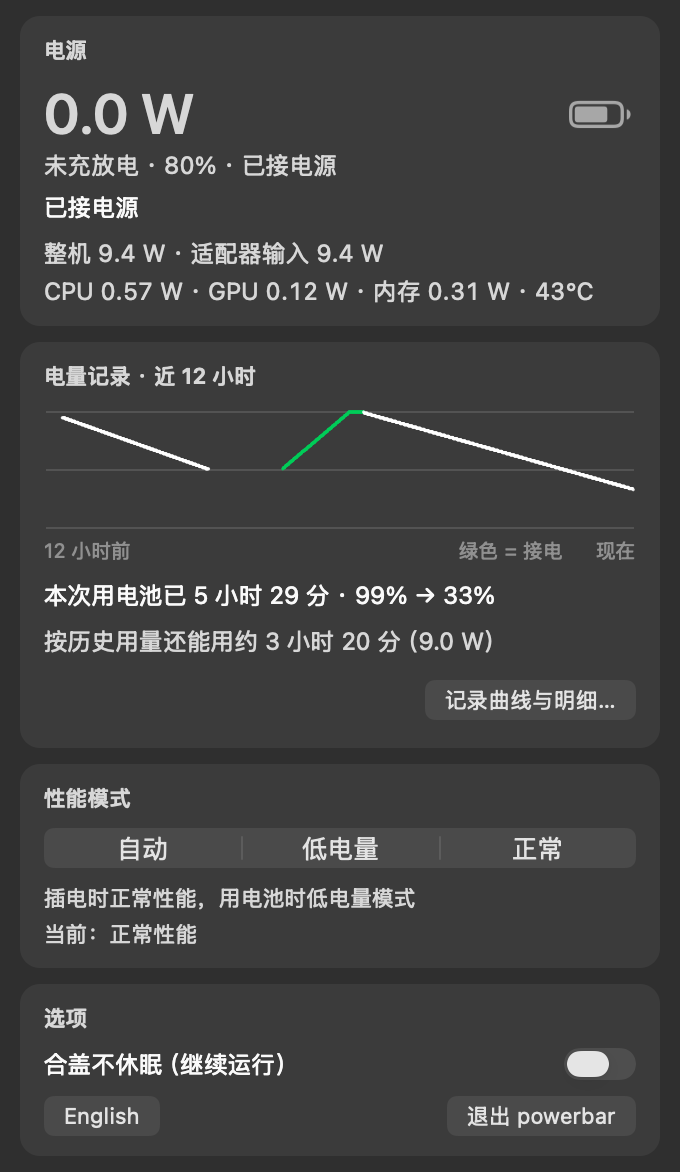 电源
0.0 W
未充放电 · 80% · 已接电源
已接电源
整机 9.4 W · 适配器输入 9.4 W
CPU 0.57 W · GPU 0.12 W · 内存 0.31 W · 43°C
电量记录 · 近 12 小时
12 小时前 绿色 = 接电 现在
本次用电池已 5 小时 29 分 · 99% → 33%
按历史用量还能用约 3 小时 20 分 (9.0 W)
记录曲线与明细...
性能模式
自动 低电量 正常
插电时正常性能，用电池时低电量模式
当前：正常性能
选项
合盖不休眠（继续运行）
English 退出 powerbar